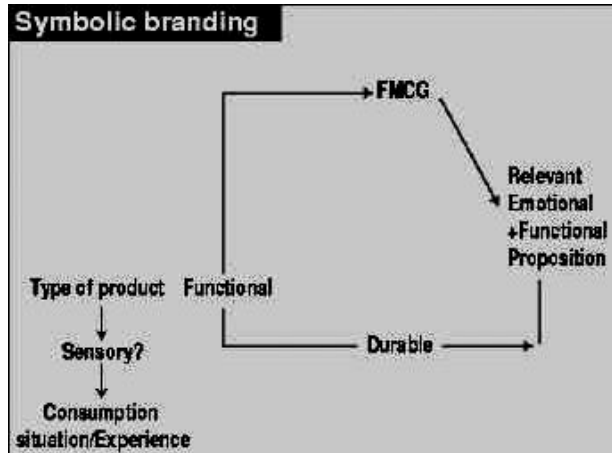 Symbolic branding
FMCG
Relevant
Emotional
+Functional
Proposition
Type of product Functional
Sensory?
Durable
Consumption
situation/Experience